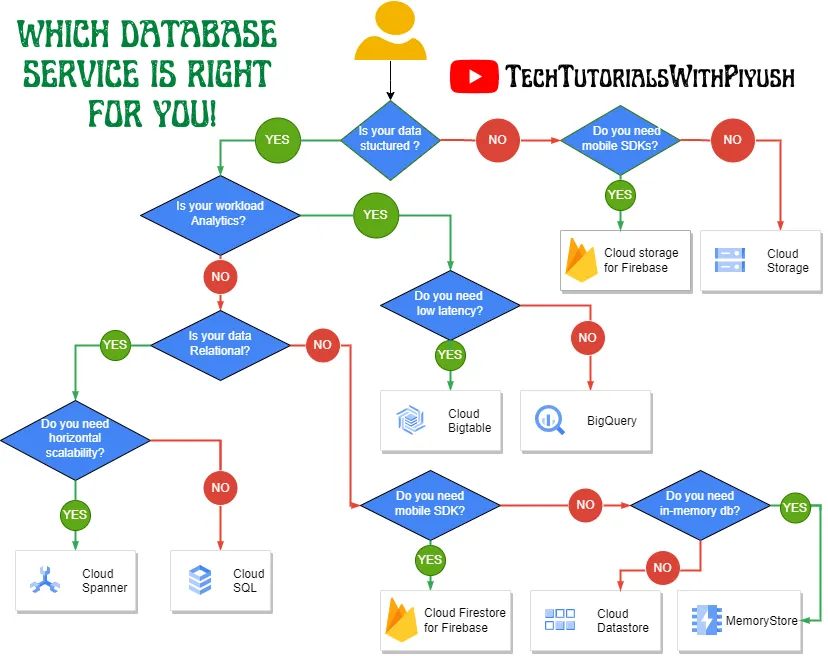 WHICH DATABASE
SERVICE IS RIGHT
FOR YOU!
TECHTUTORIALSWITHPIYUSH
Is your data
stuctured ?
YES
NO
Do you need
mobile SDKs?
NO
YES
Cloud storage
for Firebase
Cloud
Storage
Is your workload
Analytics?
YES
NO
Do you need
low latency?
NO
YES
Cloud
Bigtable
BigQuery
Is your data
Relational?
YES
NO
Do you need
horizontal
scalability?
NO
YES
Cloud
Spanner
Cloud
SQL
Do you need
mobile SDK?
NO
YES
Do you need
in-memory db?
YES
NO
Cloud Firestore
for Firebase
Cloud
Datastore
MemoryStore